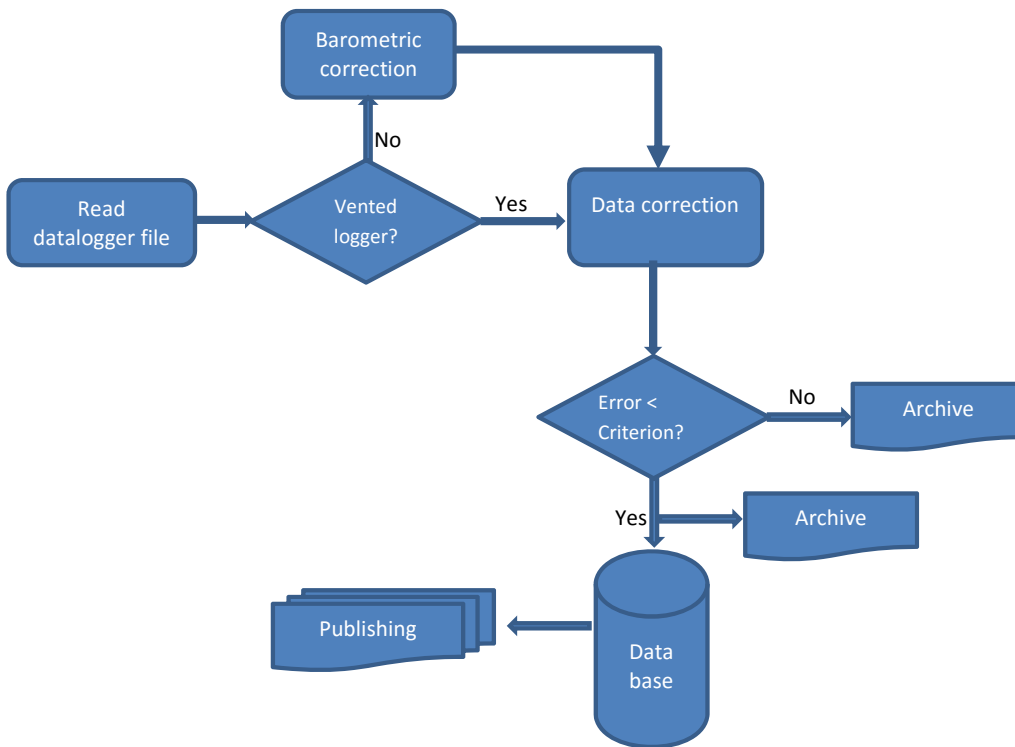 Barometric
correction
No
Read
datalogger file
Vented
logger?
Yes
Data correction
Error <
Criterion?
No
Archive
Yes
Archive
Publishing
Data
base